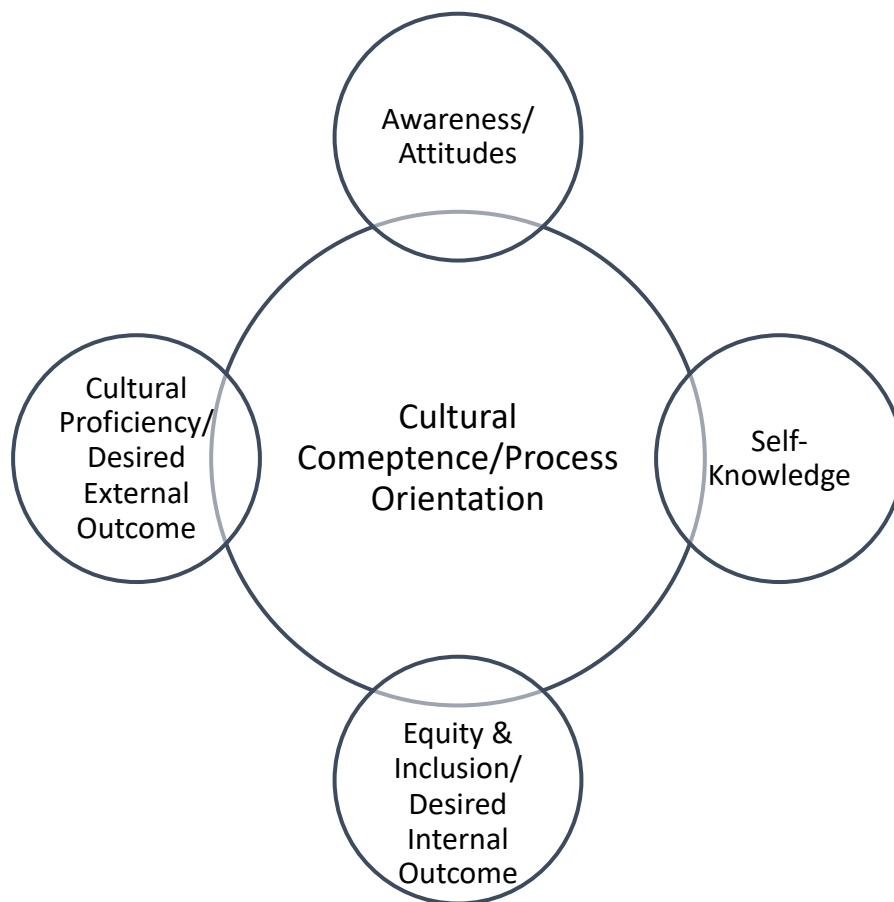 Awareness/
Attitudes
Cultural
Proficiency/
Desired
External
Outcome
Cultural
Comeptence/Process
Orientation
Self-
Knowledge
Equity &
Inclusion/
Desired
Internal
Outcome